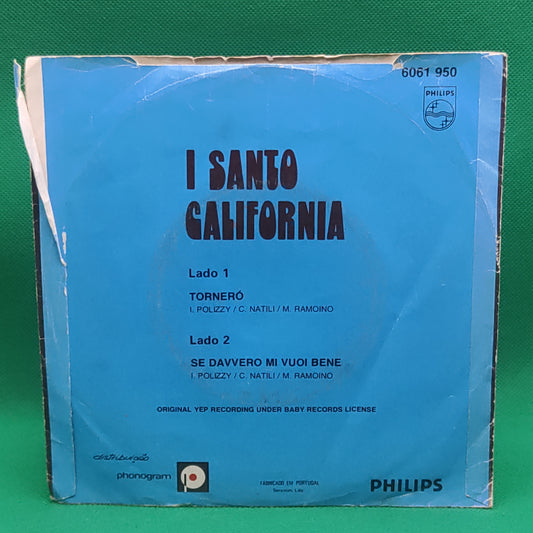 6061 950
PHILIPS
I SANTO
CALIFORNIA
Lado 1
TORNERÓ
I. POLIZZY / C. NATILI / M. RAMOINO
Lado 2
SE DAVVERO MI VUOI BENE
I. POLIZZY / C. NATILI / M. RAMOINO
ORIGINAL YEP RECORDING UNDER BABY RECORDS LICENSE
distribuição
phonogram
FABRICADO EM PORTUGAL
PHILIPS